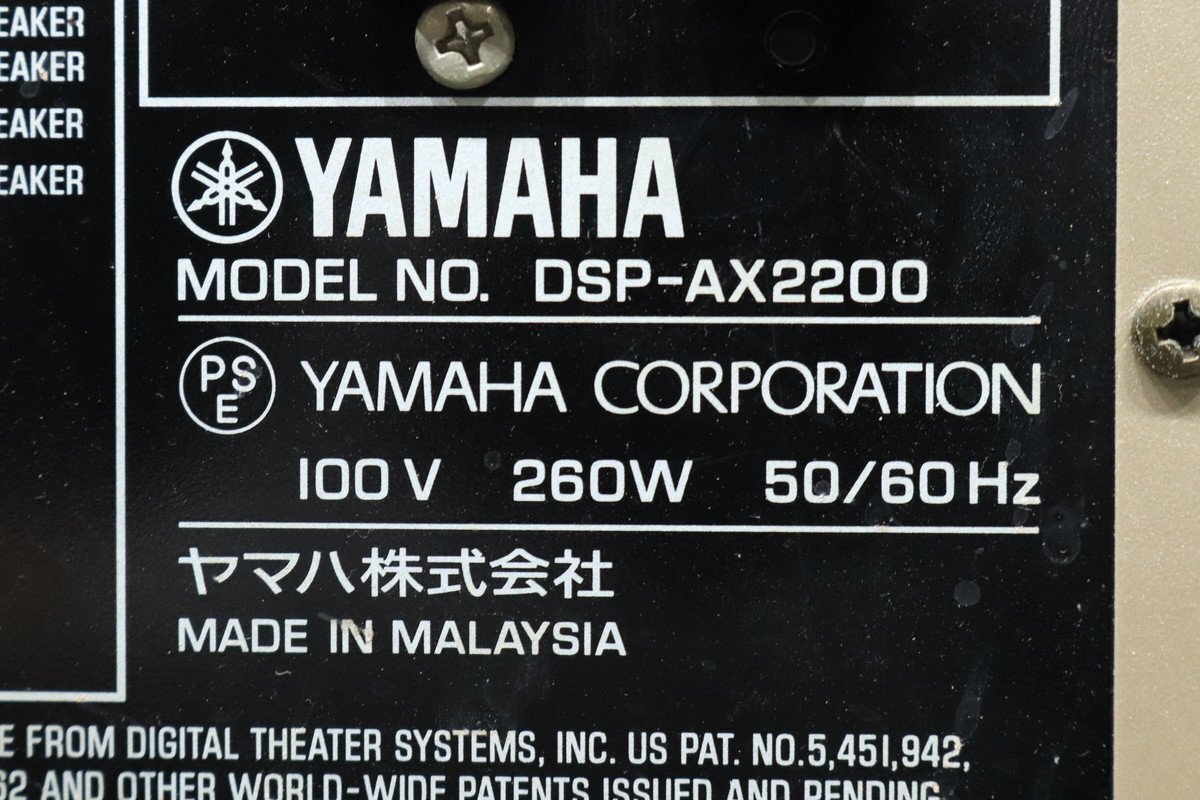 EAKER
EAKER
EAKER
EAKER
YAMAHA
MODEL NO. DSP-AX2200
PSE YAMAHA CORPORATION
100 V 260W 50/60 Hz
ヤマハ株式会社
MADE IN MALAYSIA
E FROM DIGITAL THEATER SYSTEMS, INC. US PAT. NO.5,451,942,
62 AND OTHER WORLD-WIDE PATENTS ISSUED AND PENDING.